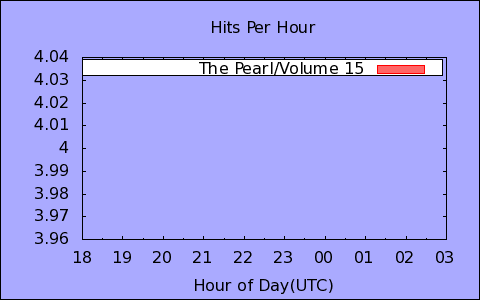 Hits Per Hour
The Pearl/Volume 15
4.04
4.03
4.02
4.01
4
3.99
3.98
3.97
3.96
18 19 20 21 22 23 00 01 02 03
Hour of Day(UTC)